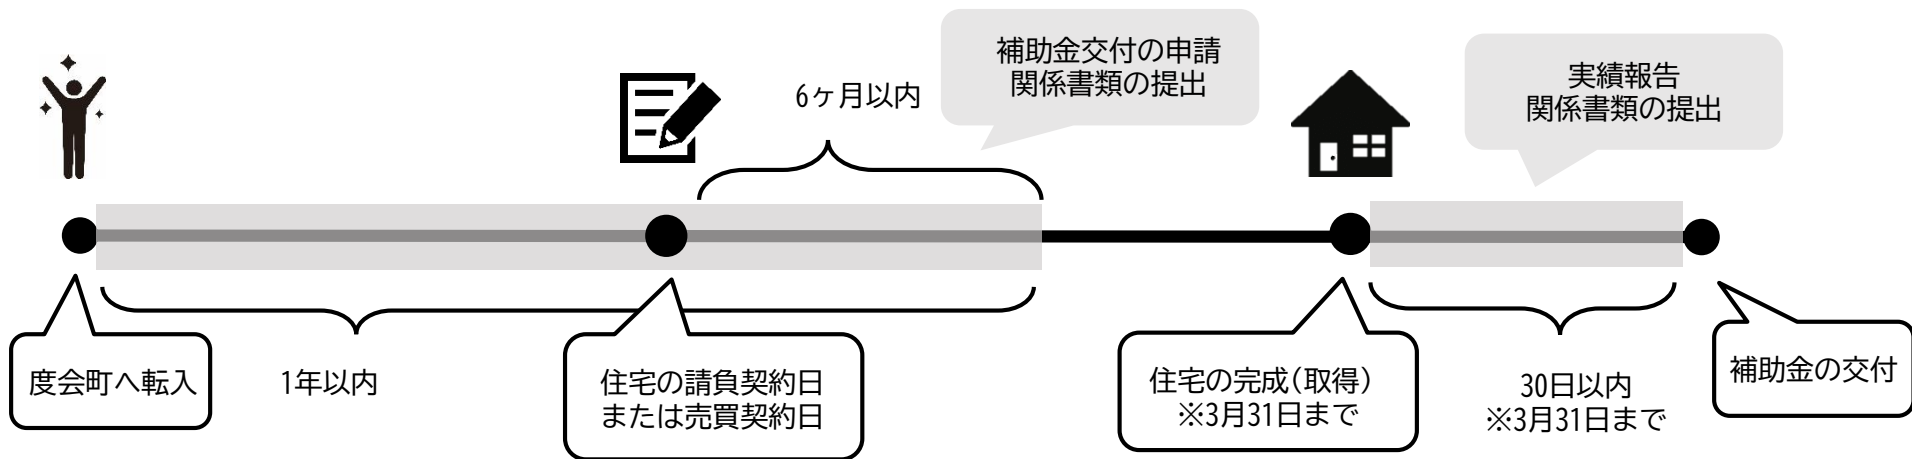 補助金交付の申請
関係書類の提出
実績報告
関係書類の提出
6ヶ月以内
度会町へ転入
1年以内
住宅の請負契約日
または売買契約日
住宅の完成(取得)
※3月31日まで
30日以内
※3月31日まで
補助金の交付